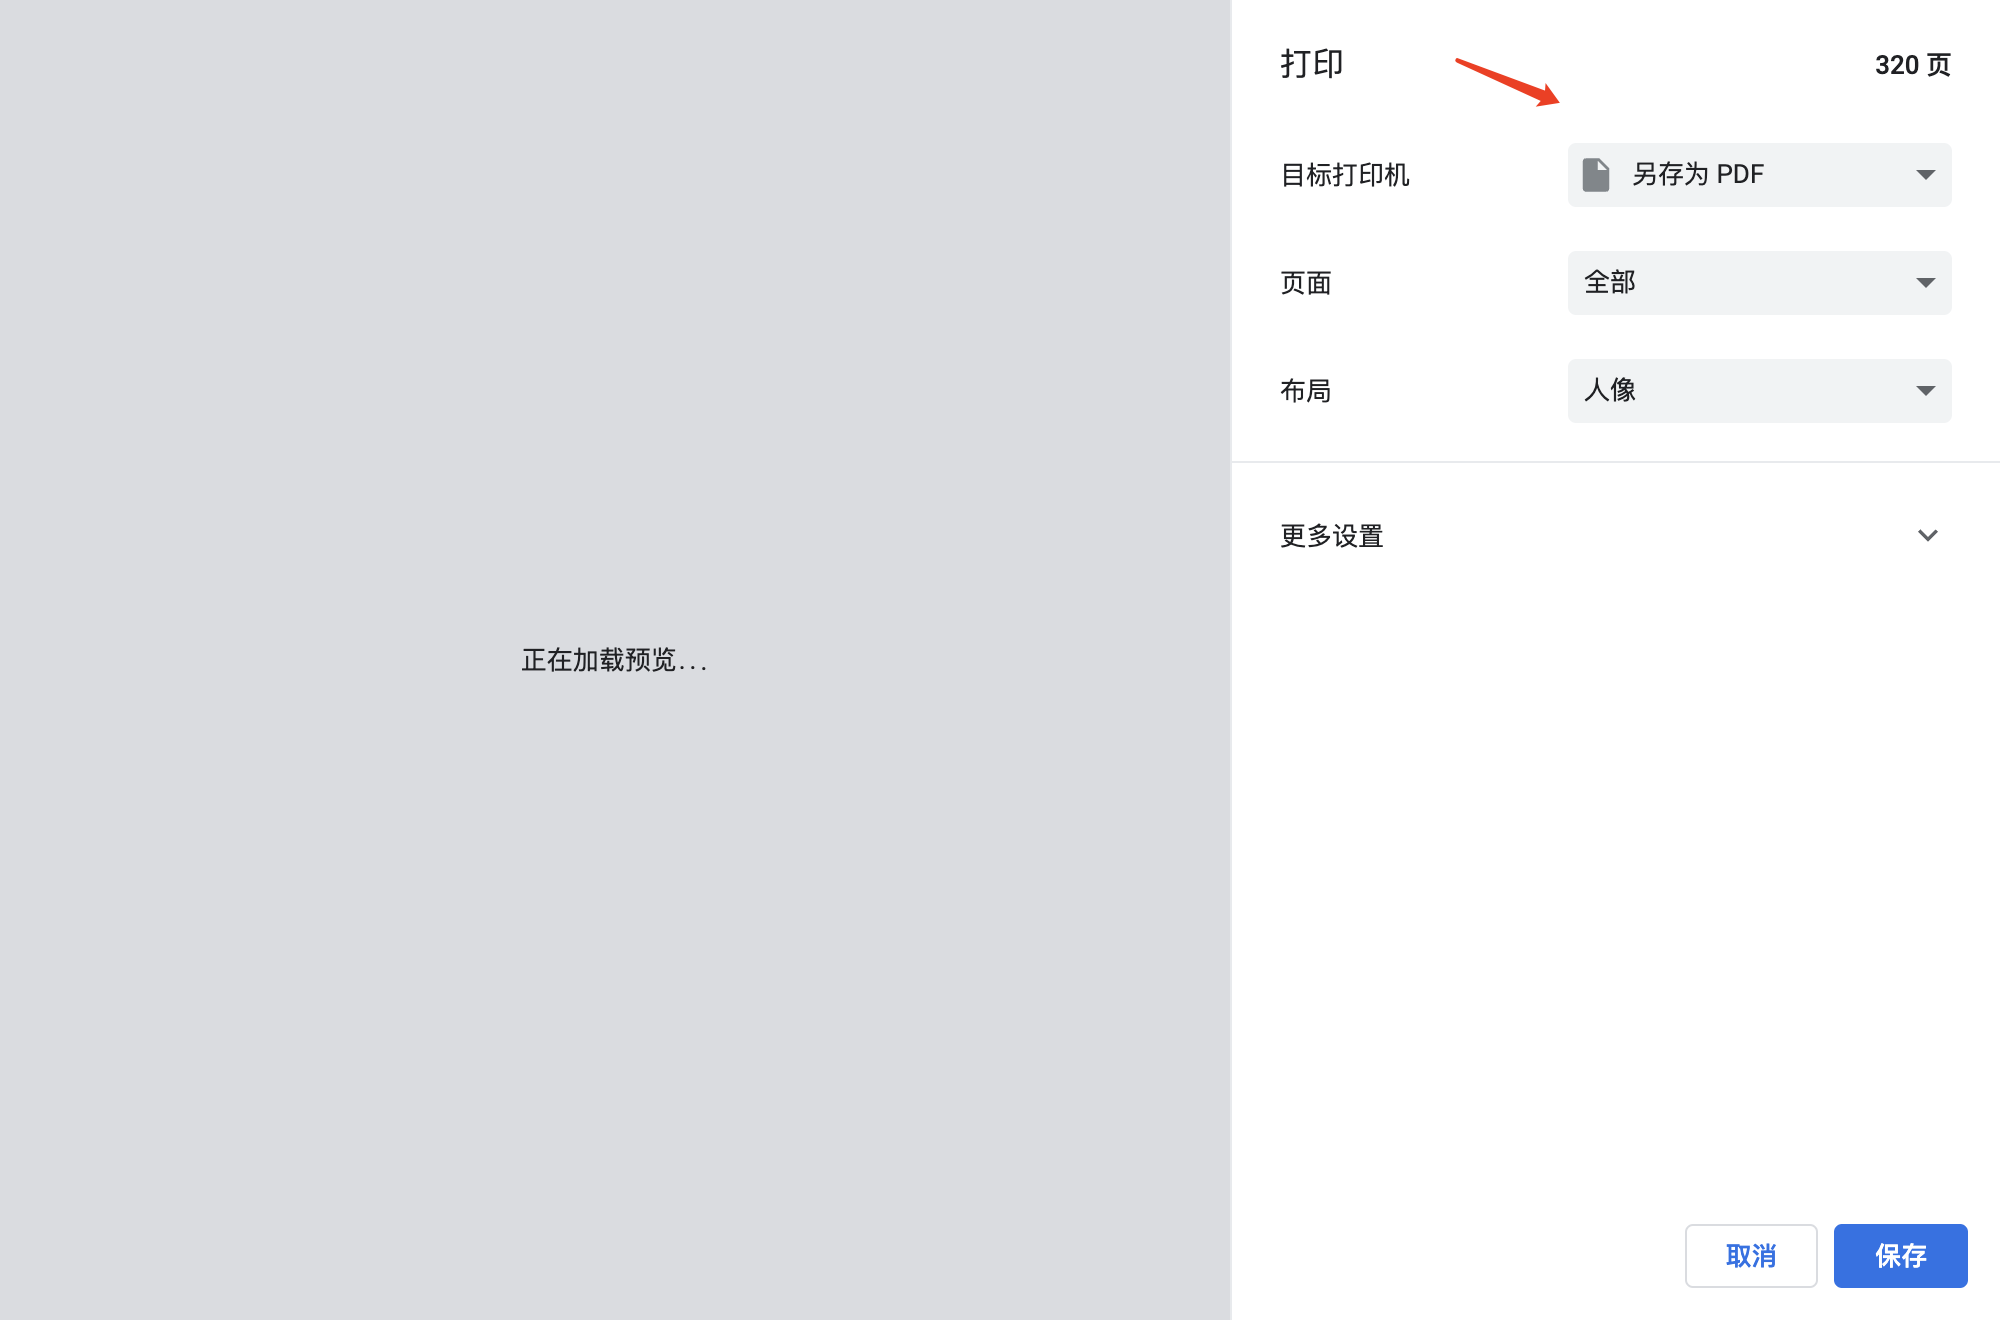 打印
320 页
目标打印机
另存为 PDF
页面
全部
布局
人像
更多设置
正在加载预览...
取消
保存